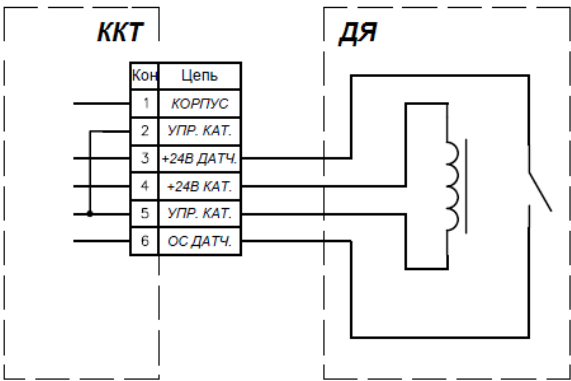 ККТ
ДЯ
Кон Цепь
1 КОРПУС
2 УПР. КАТ.
3 +24В ДАТЧ.
4 +24В КАТ.
5 УПР. КАТ.
6 ОС ДАТЧ.